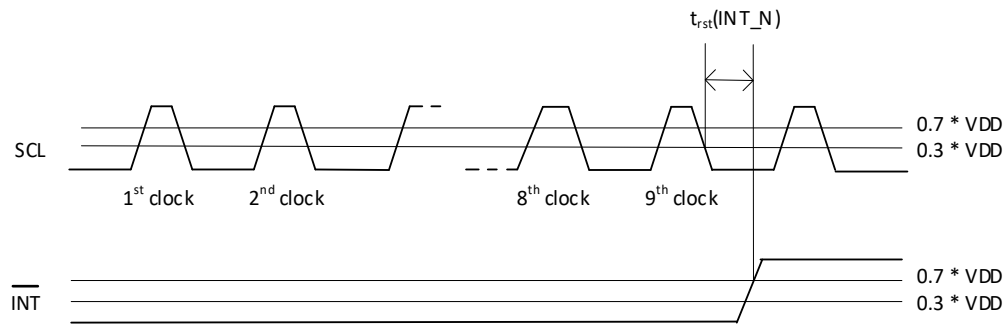 t_rst(INT_N)
0.7 * VDD
SCL
0.3 * VDD
1st clock 2nd clock 8th clock 9th clock
0.7 * VDD
INT
0.3 * VDD